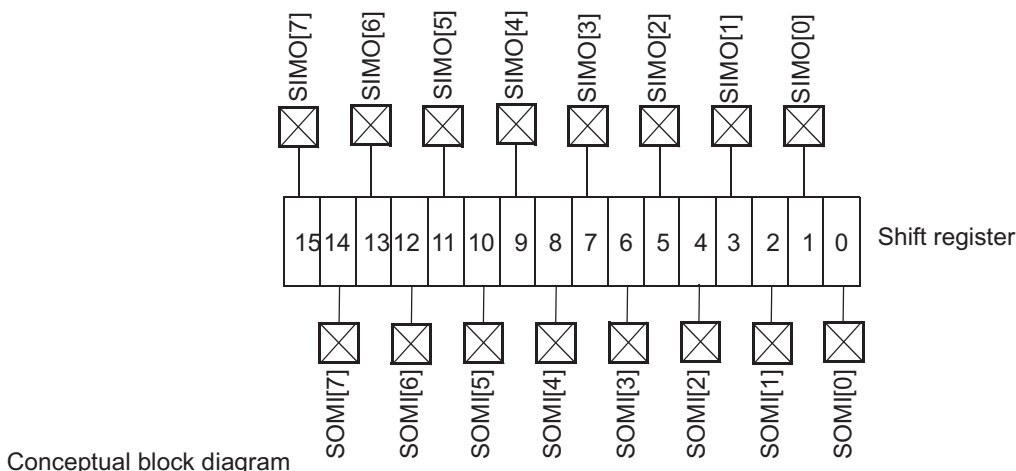 SIMO[7] SIMO[6] SIMO[5] SIMO[4] SIMO[3] SIMO[2] SIMO[1] SIMO[0]
15 14 13 12 11 10 9 8 7 6 5 4 3 2 1 0 Shift register
SOMI[7] SOMI[6] SOMI[5] SOMI[4] SOMI[3] SOMI[2] SOMI[1] SOMI[0]
Conceptual block diagram